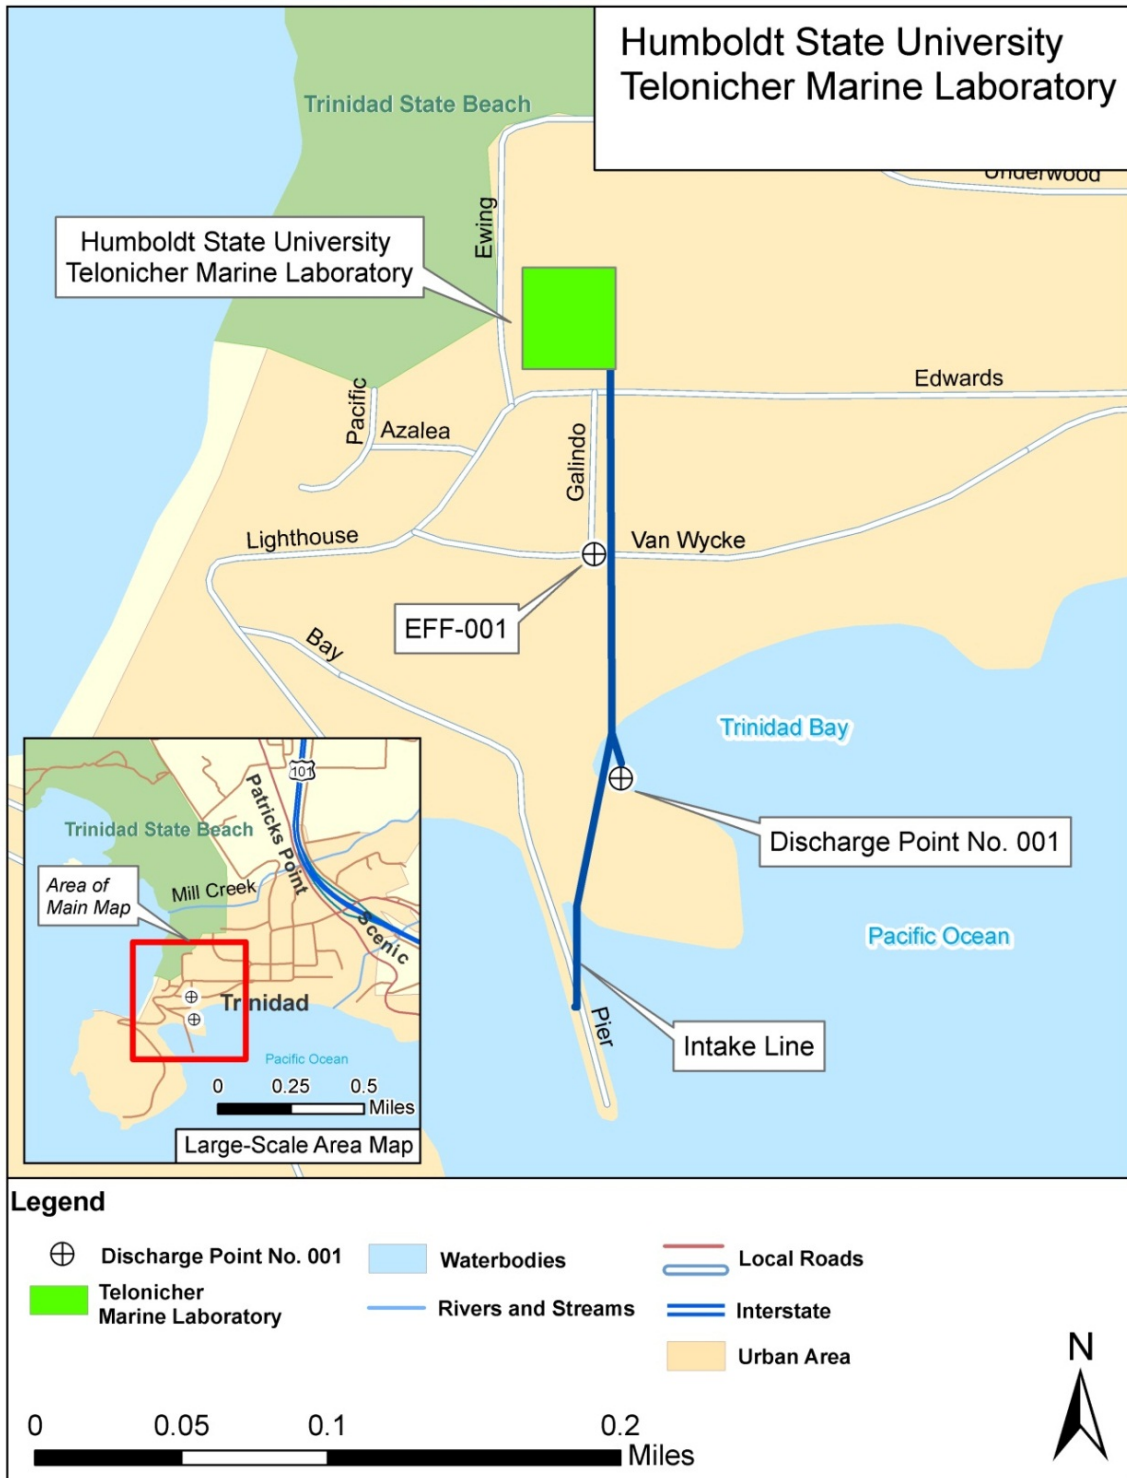 Humboldt State University
Telonicher Marine Laboratory
Trinidad State Beach
Underwood
Ewing
Humboldt State University
Telonicher Marine Laboratory
Edwards
Pacific
Azalea
Galindo
Lighthouse
Van Wycke
EFF-001
Bay
Trinidad Bay
Discharge Point No. 001
Pacific Ocean
Pier
Intake Line
101
Patricks Point
Trinidad State Beach
Area of
Main Map
Mill Creek
Scenic
Trinidad
Pacific Ocean
0 0.25 0.5
Miles
Large-Scale Area Map
Legend
Discharge Point No. 001
Telonicher
Marine Laboratory
Waterbodies
Rivers and Streams
Local Roads
Interstate
Urban Area
N
0 0.05 0.1 0.2
Miles